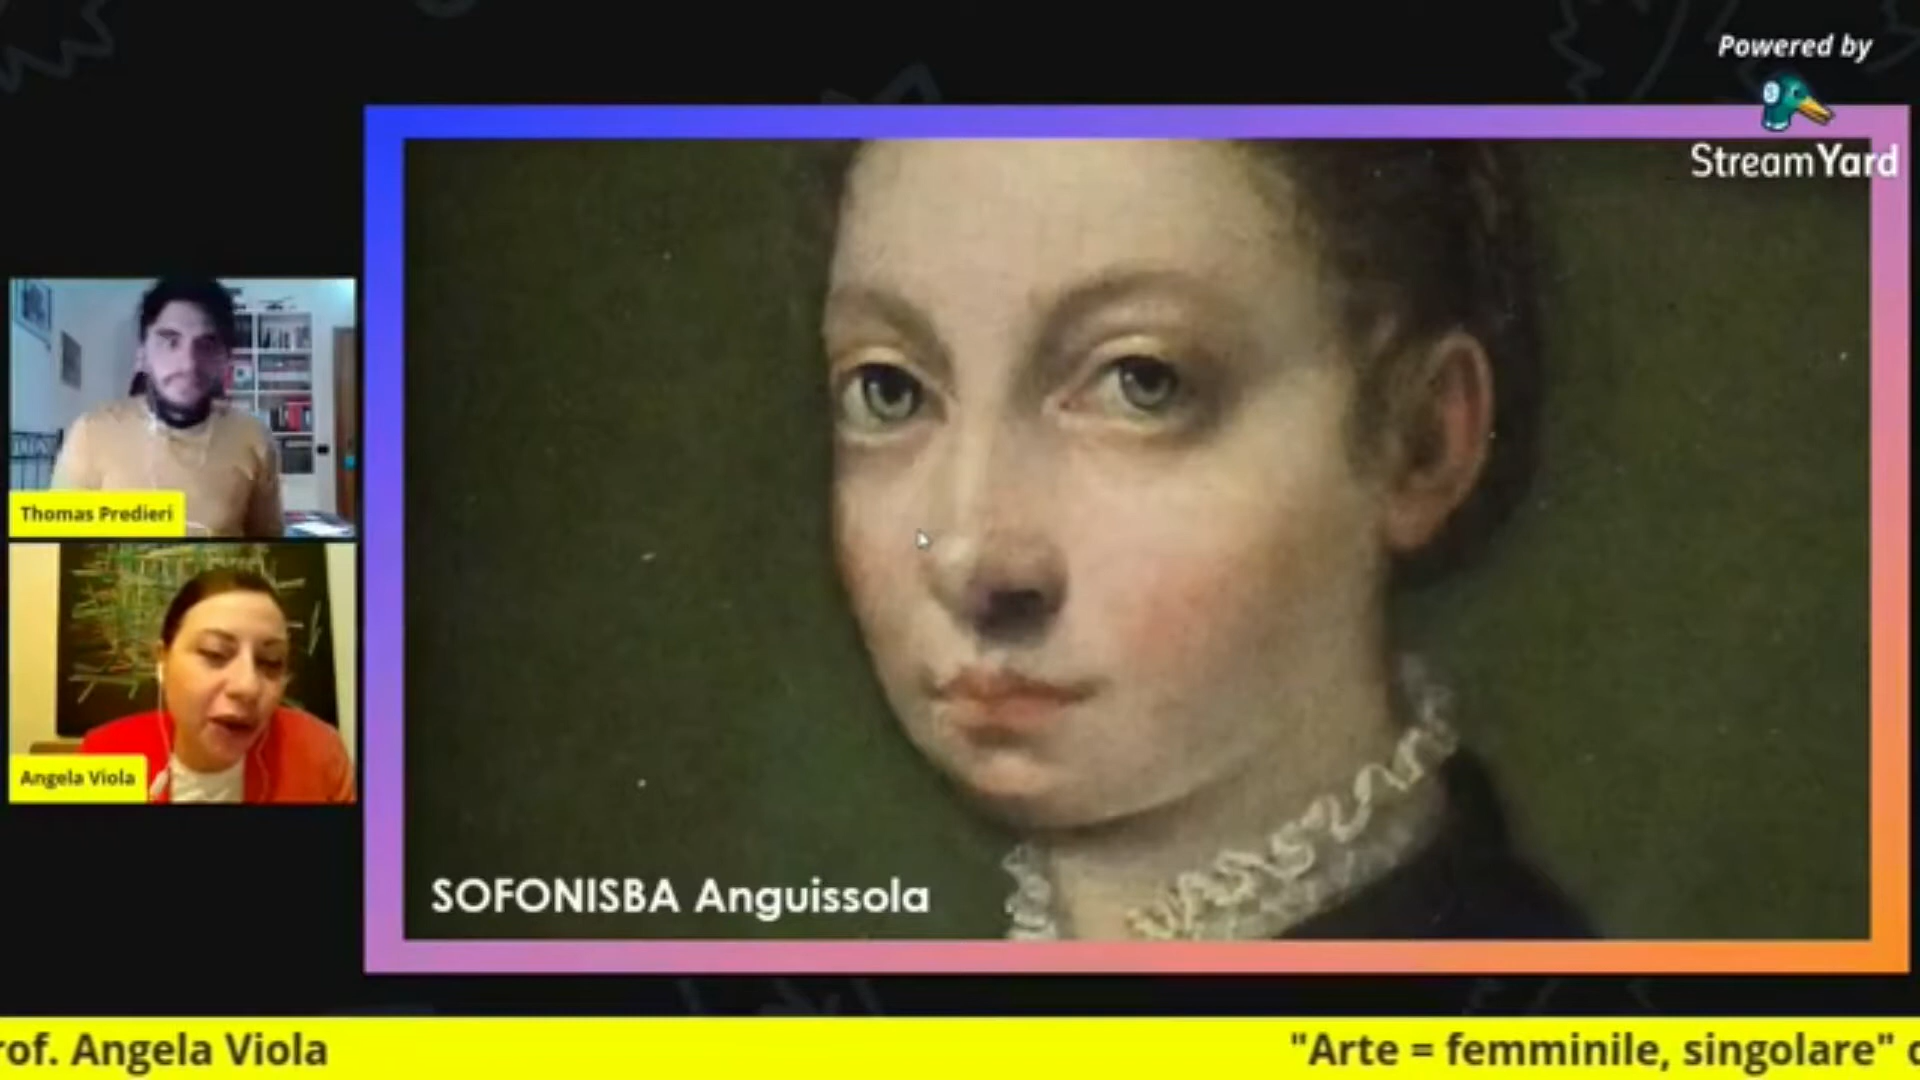 Powered by
StreamYard
Thomas Predieri
Angela Viola
SOFONISBA Anguissola
rof. Angela Viola
"Arte = femminile, singolare"